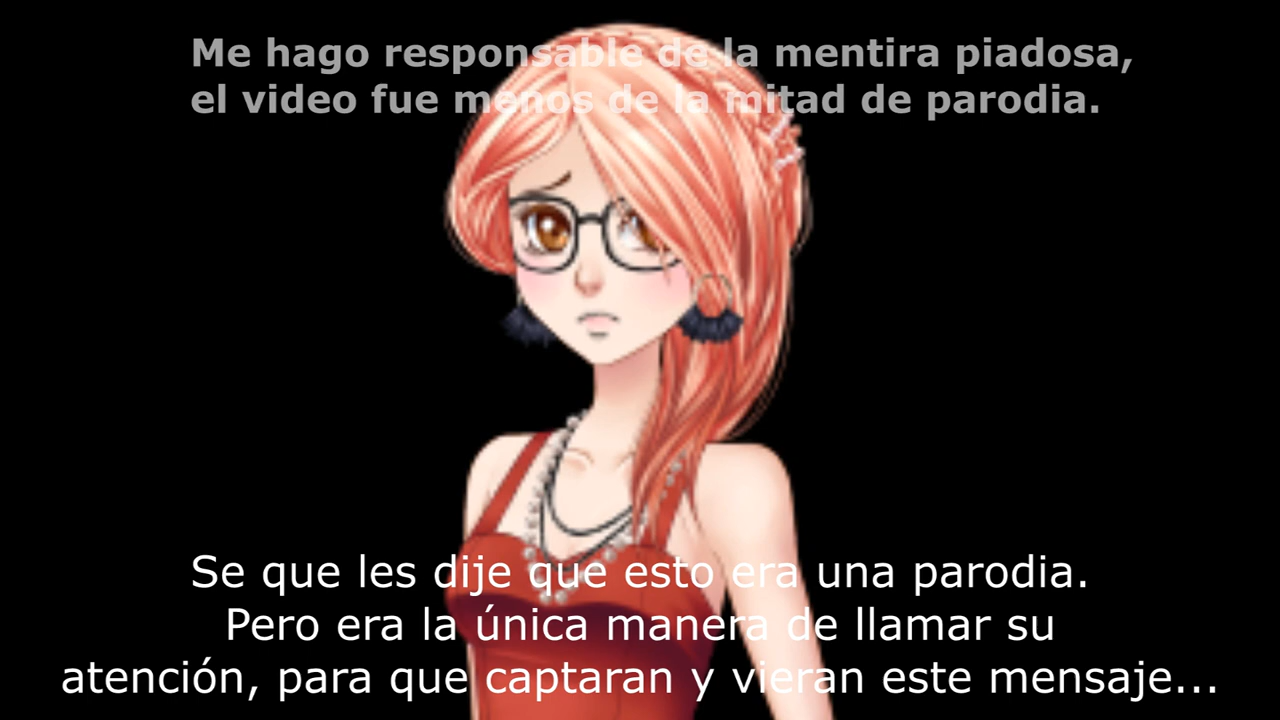 Me hago responsable de la mentira piadosa,
el video fue menos de la mitad de parodia.
Se que les dije que esto era una parodia.
Pero era la única manera de llamar su
atención, para que captaran y vieran este mensaje...